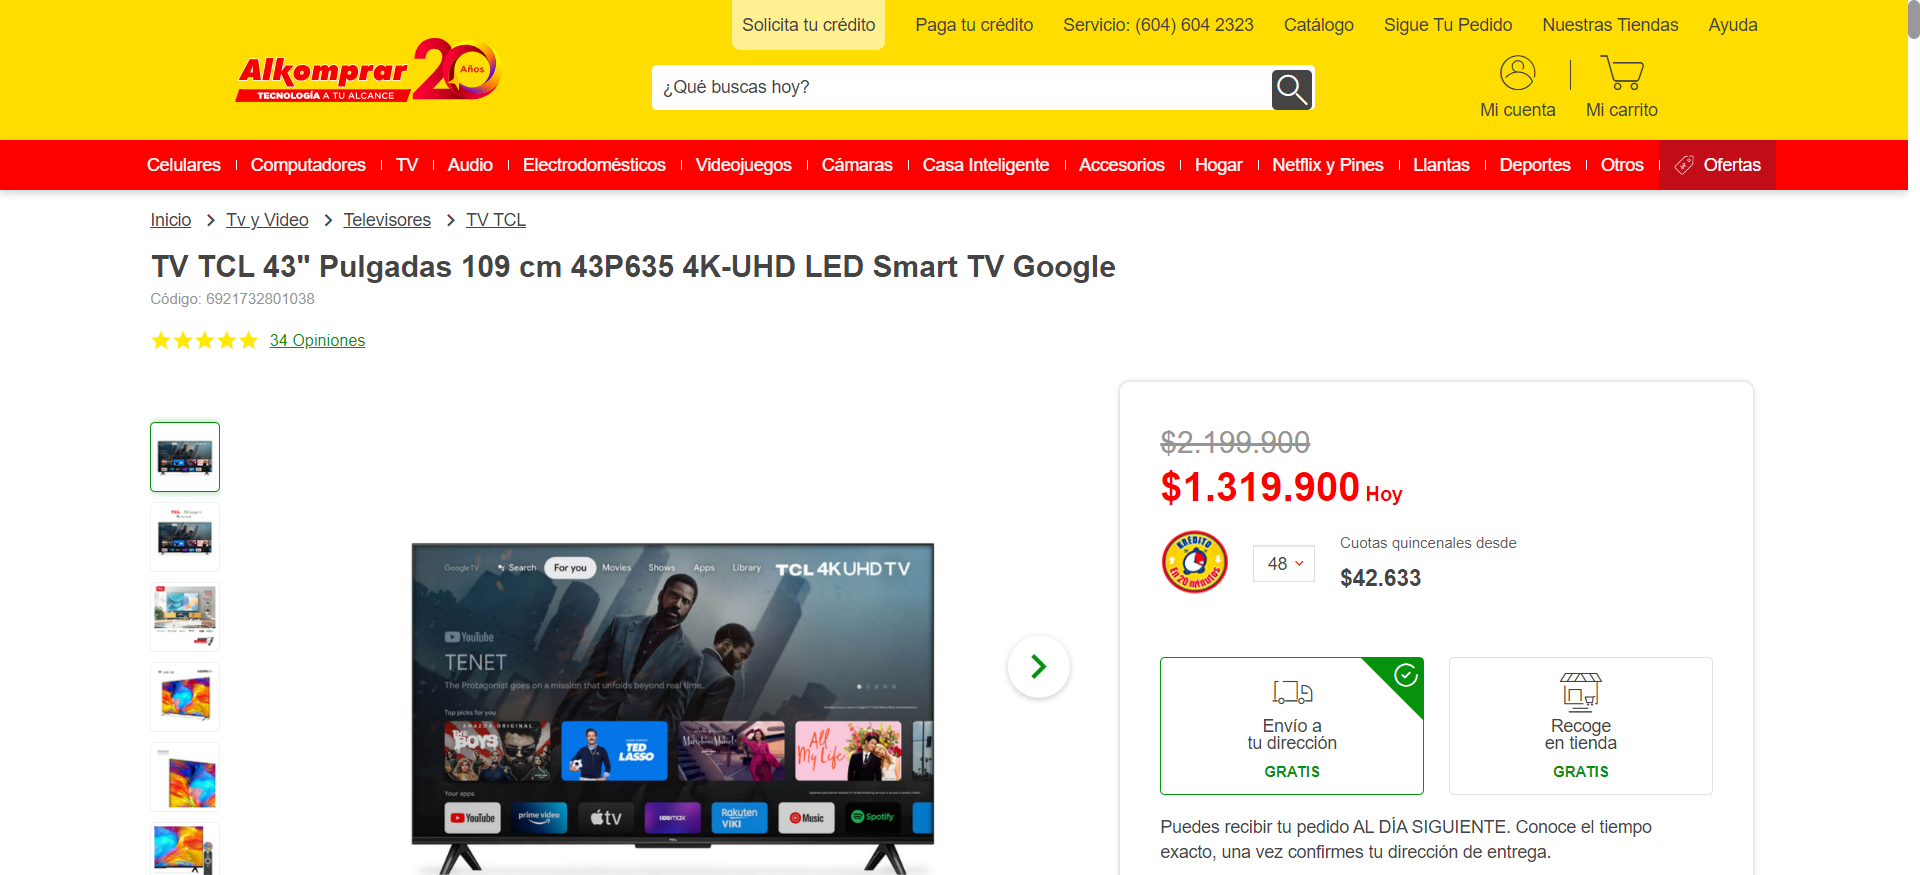 Solicita tu crédito
Paga tu crédito
Servicio: (604) 604 2323
Catálogo
Sigue Tu Pedido
Nuestras Tiendas
Ayuda
Alkomprar 20 Años
TECNOLOGÍA A TU ALCANCE
¿Qué buscas hoy?
Mi cuenta
Mi carrito
Celulares
Computadores
TV
Audio
Electrodomésticos
Videojuegos
Cámaras
Casa Inteligente
Accesorios
Hogar
Netflix y Pines
Llantas
Deportes
Otros
Ofertas
Inicio
Tv y Video
Televisores
TV TCL
TV TCL 43" Pulgadas 109 cm 43P635 4K-UHD LED Smart TV Google
Código: 6921732801038
34 Opiniones
Google TV
Search
For you
Movies
Shows
Apps
Library
TCL 4K UHD TV
YouTube
TENET
The Protagonist goes on a mission that unfolds beyond real time.
Top picks for you
AMAZON ORIGINAL
THE BOYS
TED LASSO
All My Life
Your apps
YouTube
prime video
tv
HBOMAX
Rakuten VIKI
Music
Spotify
$2.199.900
$1.319.900 Hoy
KREDITO
En 20 minutos
48
Cuotas quincenales desde
$42.633
Envío a
tu dirección
GRATIS
Recoge
en tienda
GRATIS
Puedes recibir tu pedido AL DÍA SIGUIENTE. Conoce el tiempo
exacto, una vez confirmes tu dirección de entrega.